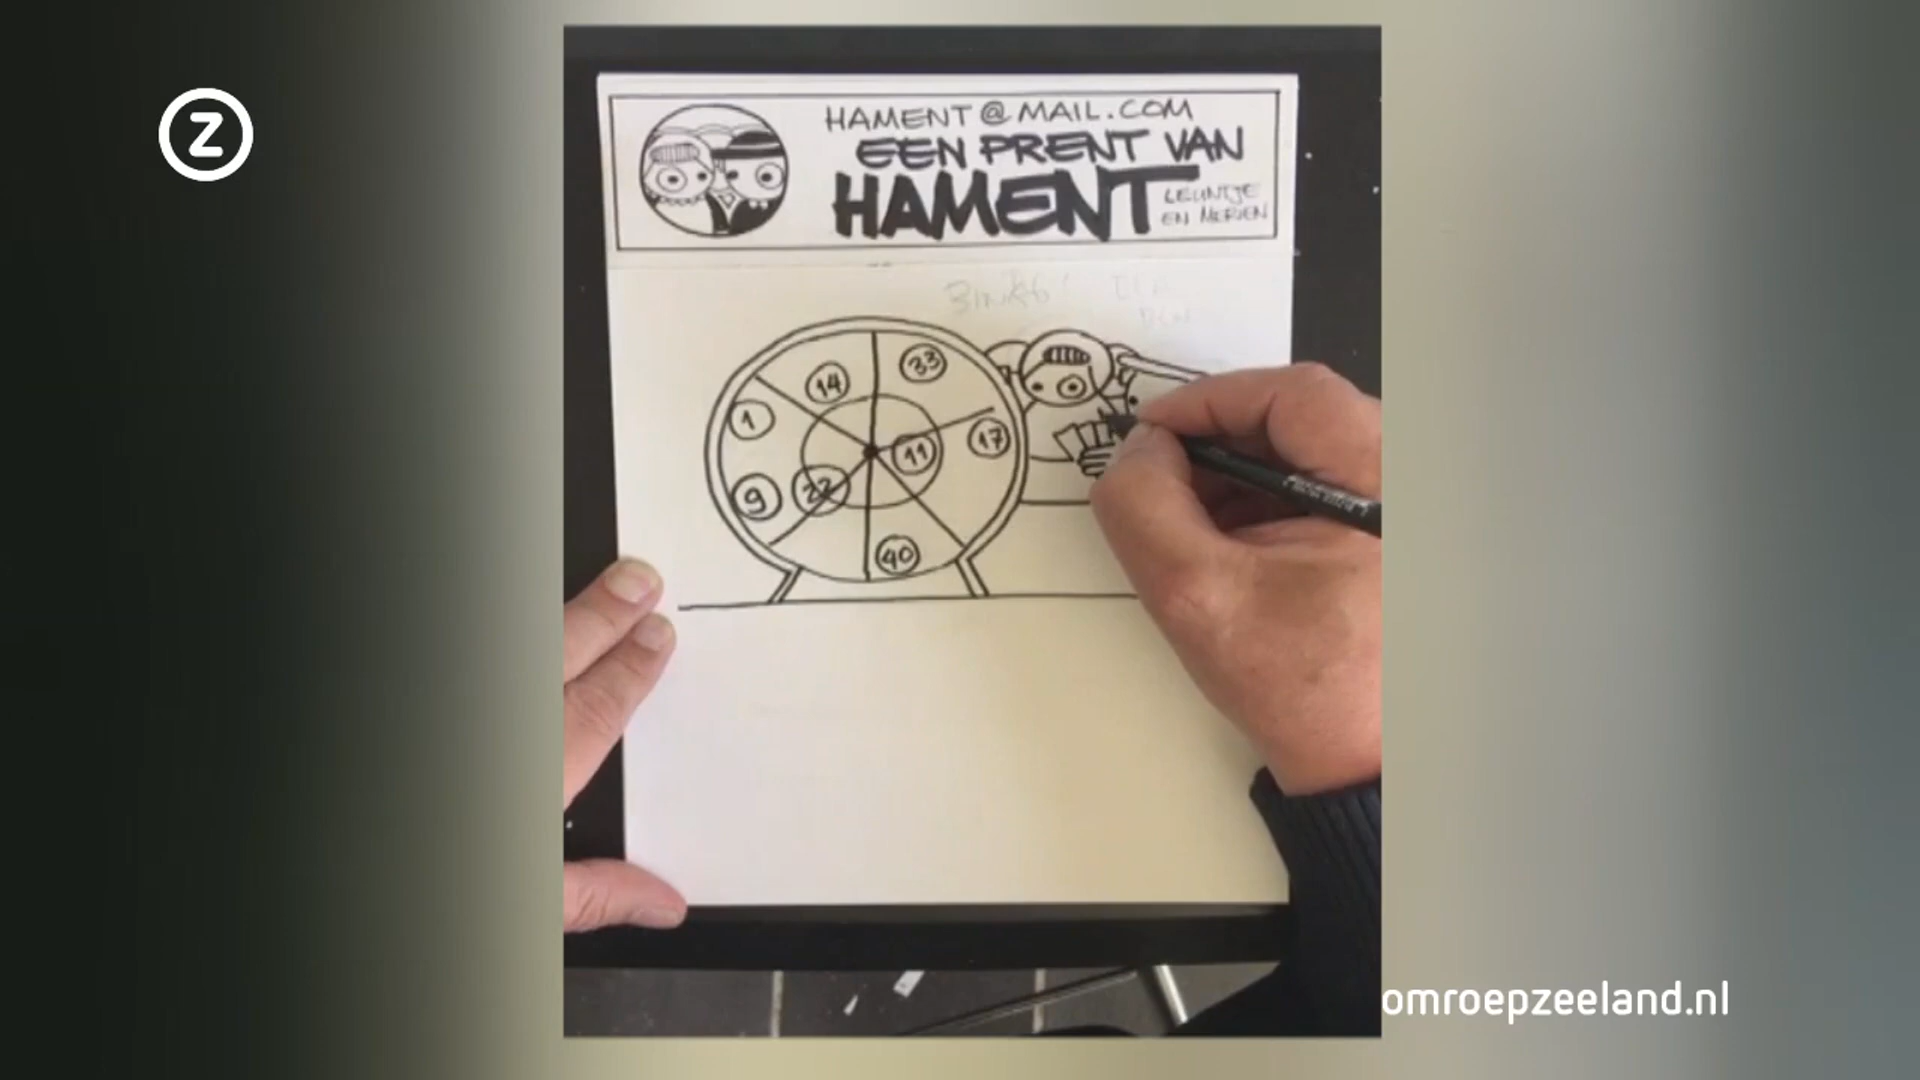 Z
HAMENT@MAIL.COM
EEN PRENT VAN
HAMENT
LEUNTJE
EN MERIEN
14
33
1
11
17
9
22
40
omroepzeeland.nl